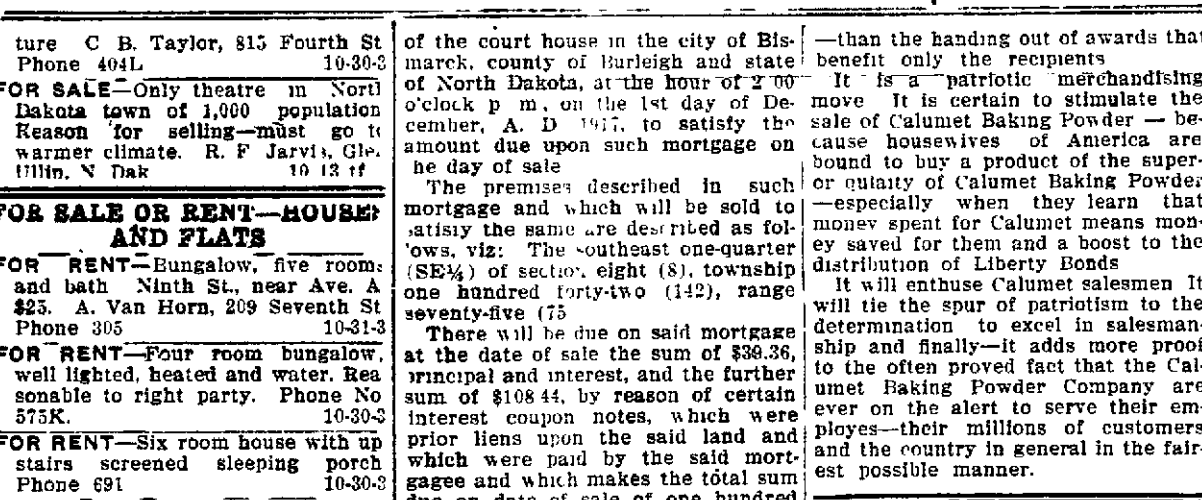 ture C B. Taylor, 815 Fourth St
Phone 404L 10-30-3
FOR SALE—Only theatre in North
Dakota town of 1,000 population
Reason for selling—must go to
warmer climate. R. F Jarvis, Glen
Ullin, N Dak 10 13 tf
FOR SALE OR RENT—HOUSES
AND FLATS
FOR RENT—Bungalow, five rooms
and bath Ninth St., near Ave. A
$25. A. Van Horn, 209 Seventh St
Phone 305 10-31-3
FOR RENT—Four room bungalow,
well lighted, heated and water. Rea
sonable to right party. Phone No
575K. 10-30-3
FOR RENT—Six room house with up
stairs screened sleeping porch
Phone 691 10-30-3
of the court house in the city of Bis-
marck, county of Burleigh and state
of North Dakota, at the hour of 2 00
o'clock p m, on the 1st day of De-
cember, A. D 1917, to satisfy the
amount due upon such mortgage on
he day of sale
The premises described in such
mortgage and which will be sold to
satisfy the same are described as fol-
lows, viz: The southeast one-quarter
(SE¼) of section eight (8), township
one hundred forty-two (142), range
seventy-five (75
There will be due on said mortgage
at the date of sale the sum of $39.36,
principal and interest, and the further
sum of $108 44, by reason of certain
interest coupon notes, which were
prior liens upon the said land and
which were paid by the said mort-
gagee and which makes the total sum
due on date of sale of one hundred
—than the handing out of awards that
benefit only the recipients
It is a patriotic merchandising
move It is certain to stimulate the
sale of Calumet Baking Powder — be-
cause housewives of America are
bound to buy a product of the super-
or qulaity of Calumet Baking Powder
—especially when they learn that
money spent for Calumet means mon-
ey saved for them and a boost to the
distribution of Liberty Bonds
It will enthuse Calumet salesmen It
will tie the spur of patriotism to the
determination to excel in salesman-
ship and finally—it adds more proof
to the often proved fact that the Cal-
umet Baking Powder Company are
ever on the alert to serve their em-
ployes—their millions of customers
and the country in general in the fair-
est possible manner.